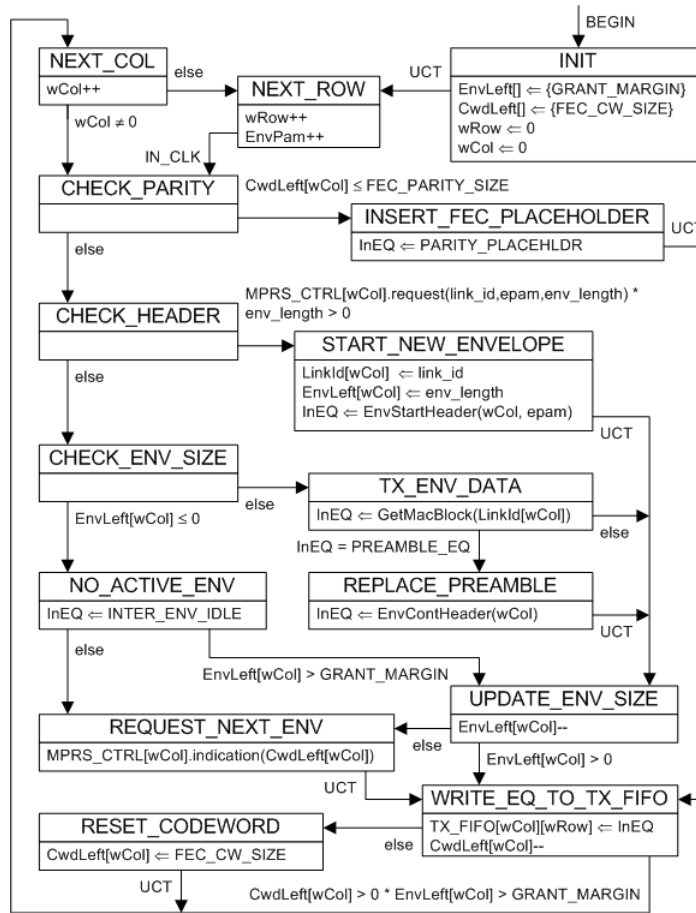 BEGIN
NEXT_COL
wCol++
else
wCol ≠ 0
NEXT_ROW
wRow++
EnvPam++
UCT
INIT
EnvLeft[] ⇐ {GRANT_MARGIN}
CwdLeft[] ⇐ {FEC_CW_SIZE}
wRow ⇐ 0
wCol ⇐ 0
IN_CLK
CHECK_PARITY
CwdLeft[wCol] ≤ FEC_PARITY_SIZE
INSERT_FEC_PLACEHOLDER
InEQ ⇐ PARITY_PLACEHLDR
UCT
else
CHECK_HEADER
MPRS_CTRL[wCol].request(link_id,epam,env_length) *
env_length > 0
START_NEW_ENVELOPE
LinkId[wCol] ⇐ link_id
EnvLeft[wCol] ⇐ env_length
InEQ ⇐ EnvStartHeader(wCol, epam)
UCT
else
CHECK_ENV_SIZE
else
EnvLeft[wCol] ≤ 0
TX_ENV_DATA
InEQ ⇐ GetMacBlock(LinkId[wCol])
else
InEQ = PREAMBLE_EQ
NO_ACTIVE_ENV
InEQ ⇐ INTER_ENV_IDLE
REPLACE_PREAMBLE
InEQ ⇐ EnvContHeader(wCol)
UCT
else
EnvLeft[wCol] > GRANT_MARGIN
UPDATE_ENV_SIZE
EnvLeft[wCol]--
else
EnvLeft[wCol] > 0
REQUEST_NEXT_ENV
MPRS_CTRL[wCol].indication(CwdLeft[wCol])
UCT
WRITE_EQ_TO_TX_FIFO
TX_FIFO[wCol][wRow] ⇐ InEQ
CwdLeft[wCol]--
else
RESET_CODEWORD
CwdLeft[wCol] ⇐ FEC_CW_SIZE
UCT
CwdLeft[wCol] > 0 * EnvLeft[wCol] > GRANT_MARGIN